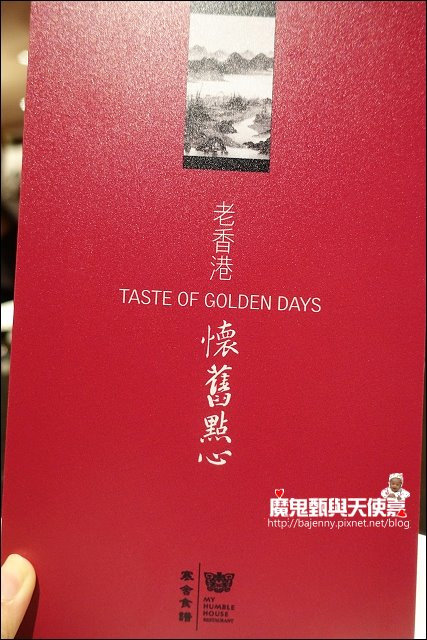 老香港
TASTE OF GOLDEN DAYS
懷舊點心
魔鬼甄與天使嘉
http://bajenny.pixnet.net/blog
寒舍食譜
MY
HUMBLE
HOUSE
RESTAURANT